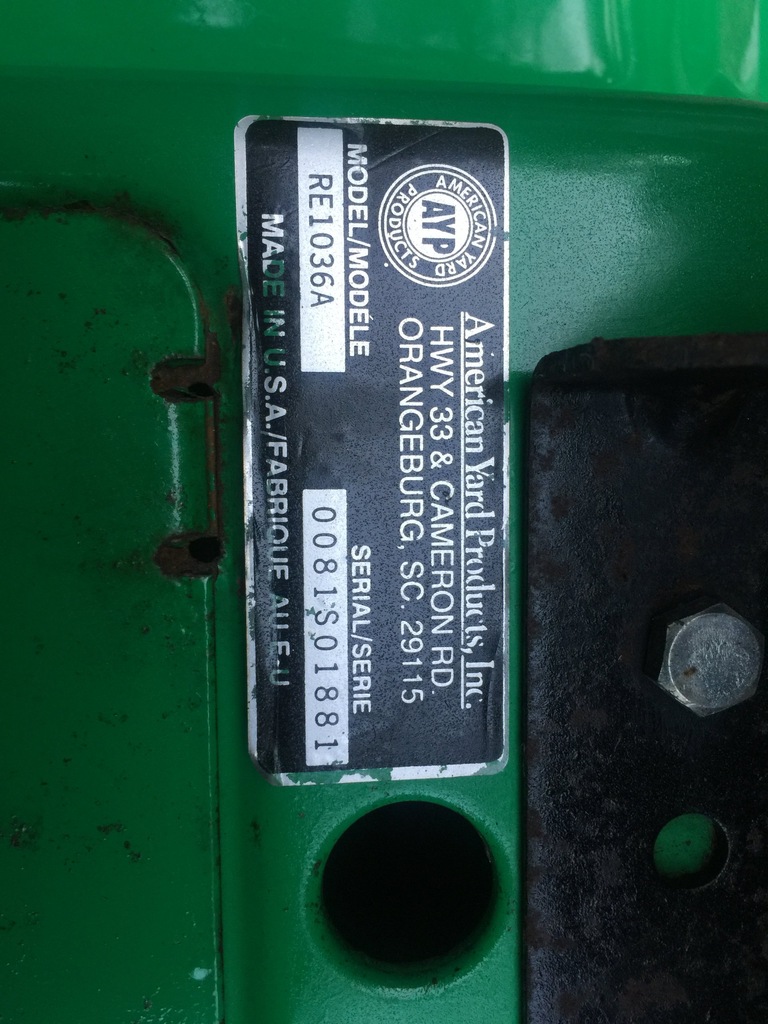 AMERICAN YARD
PRODUCTS
AYP
American Yard Products, Inc.
HWY 33 & CAMERON RD.
ORANGEBURG, SC. 29115
MODEL/MODÉLE
RE1036A
SERIAL/SERIE
0081S01881
MADE IN U.S.A./FABRIQUE AU E.-U